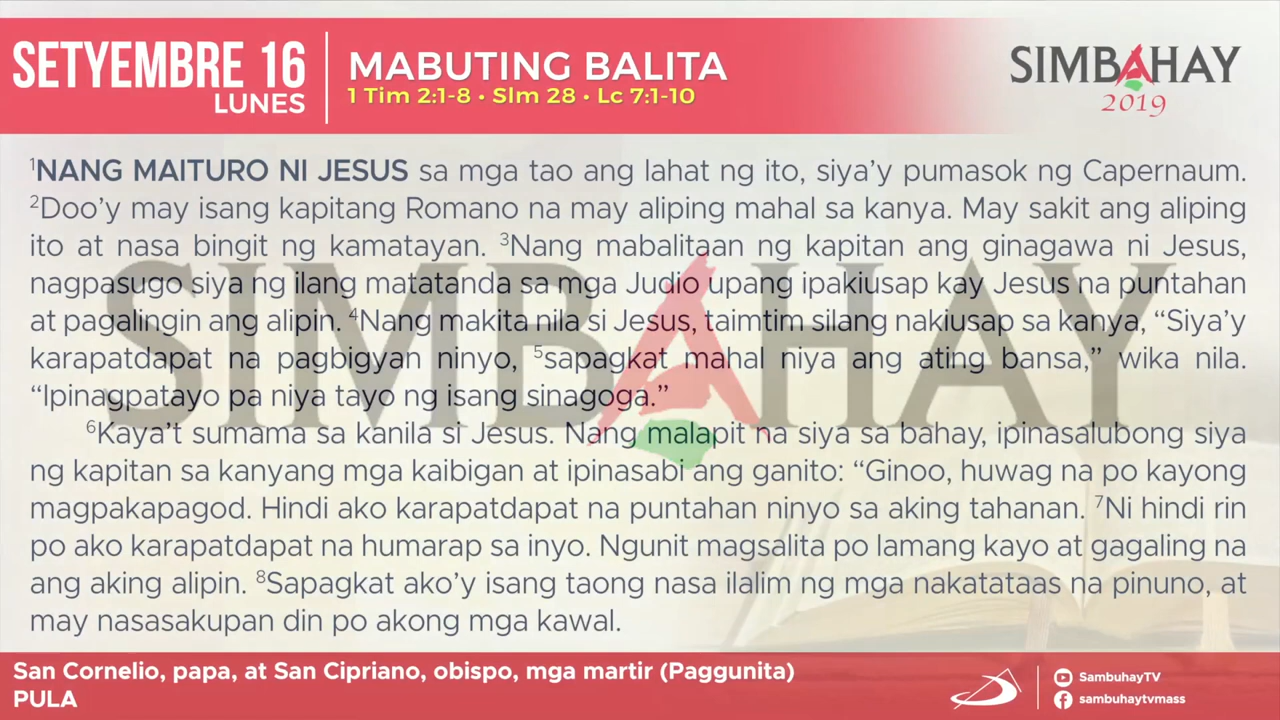 SETYEMBRE 16
LUNES
MABUTING BALITA
1 Tim 2:1-8 • Slm 28 • Lc 7:1-10
SIMBAHAY
2019
1NANG MAITURO NI JESUS sa mga tao ang lahat ng ito, siya’y pumasok ng Capernaum.
2Doo’y may isang kapitang Romano na may aliping mahal sa kanya. May sakit ang aliping
ito at nasa bingit ng kamatayan. 3Nang mabalitaan ng kapitan ang ginagawa ni Jesus,
nagpasugo siya ng ilang matatanda sa mga Judio upang ipakiusap kay Jesus na puntahan
at pagalingin ang alipin. 4Nang makita nila si Jesus, taimtim silang nakiusap sa kanya, “Siya’y
karapatdapat na pagbigyan ninyo, 5sapagkat mahal niya ang ating bansa,” wika nila.
“Ipinagpatayo pa niya tayo ng isang sinagoga.”
6Kaya’t sumama sa kanila si Jesus. Nang malapit na siya sa bahay, ipinasalubong siya
ng kapitan sa kanyang mga kaibigan at ipinasabi ang ganito: “Ginoo, huwag na po kayong
magpakapagod. Hindi ako karapatdapat na puntahan ninyo sa aking tahanan. 7Ni hindi rin
po ako karapatdapat na humarap sa inyo. Ngunit magsalita po lamang kayo at gagaling na
ang aking alipin. 8Sapagkat ako’y isang taong nasa ilalim ng mga nakatataas na pinuno, at
may nasasakupan din po akong mga kawal.
SIMBAHAY
San Cornelio, papa, at San Cipriano, obispo, mga martir (Paggunita)
PULA
SambuhayTV
sambuhaytvmass